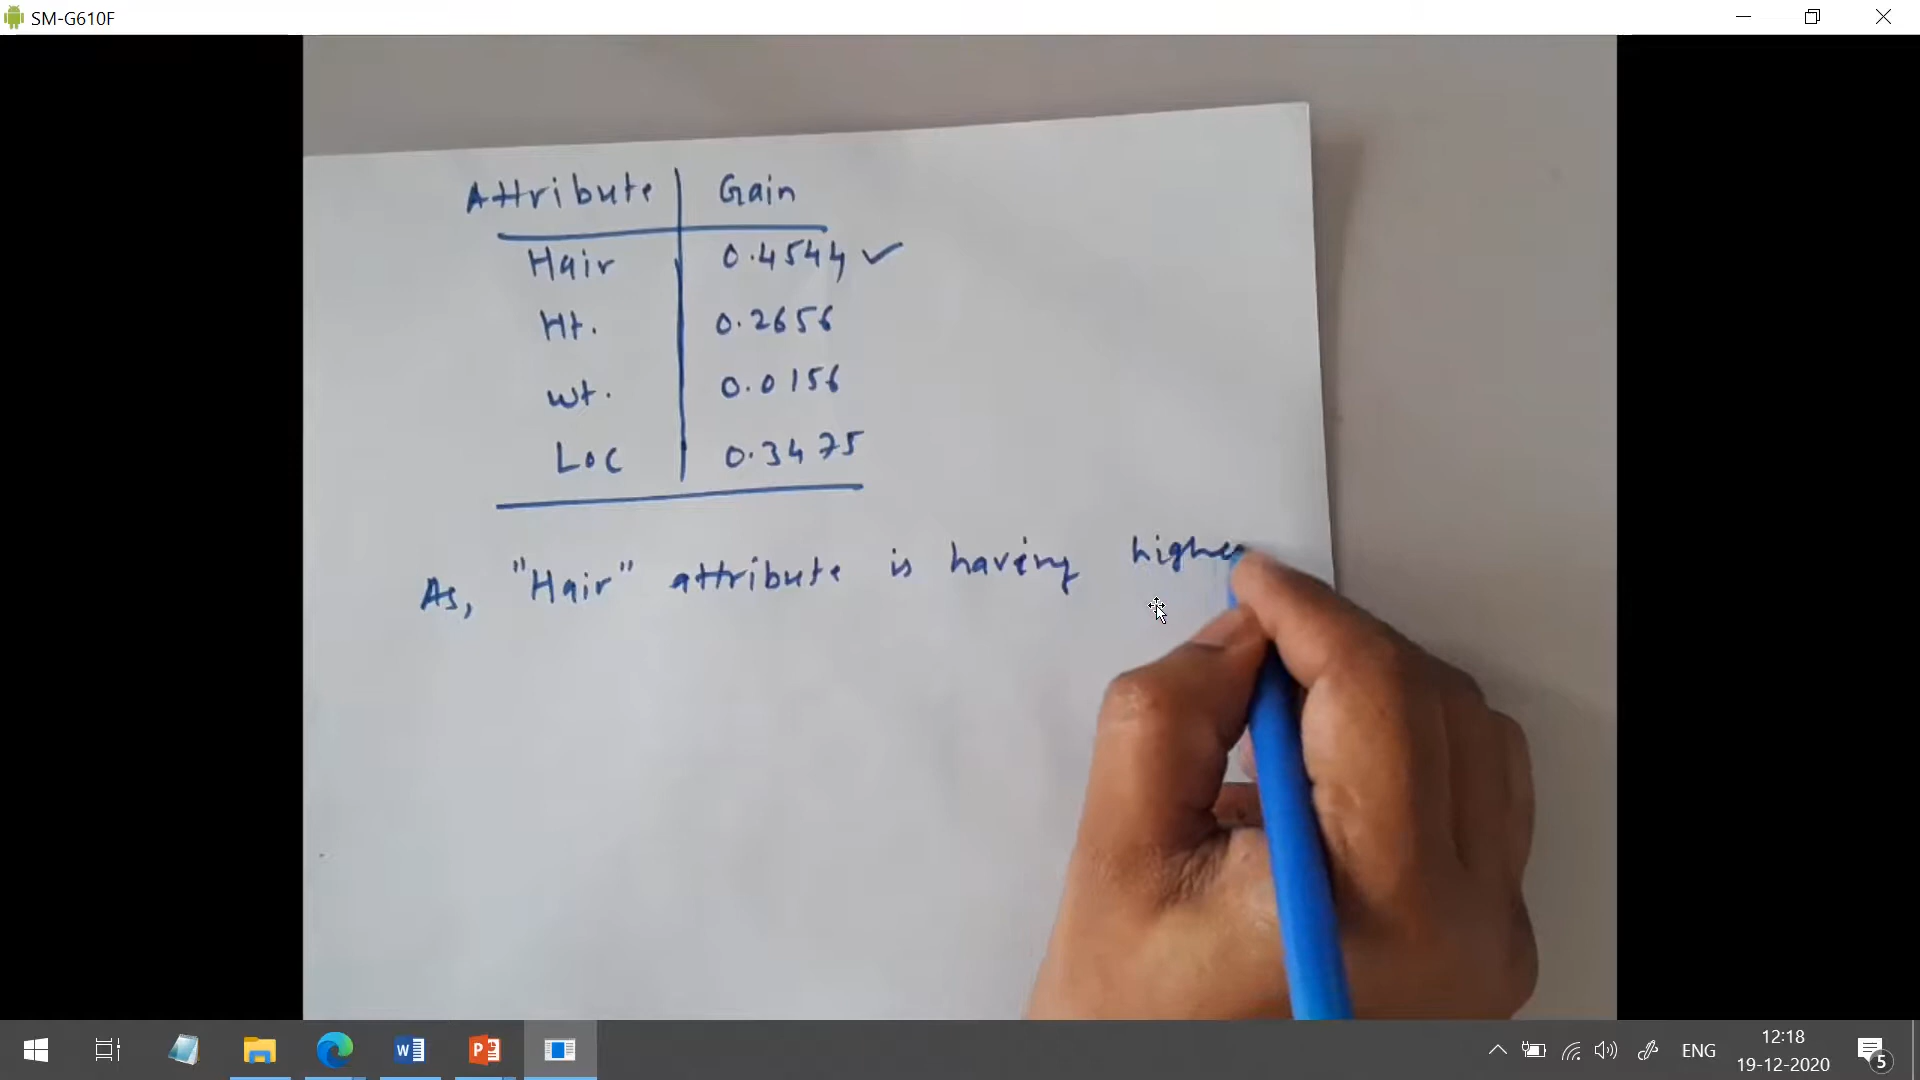 SM-G610F
Attribute Gain
Hair 0.4544 ✓
Ht. 0.2656
Wt. 0.0156
Loc 0.3475
As, "Hair" attribute is having highe
ENG
12:18
19-12-2020
5